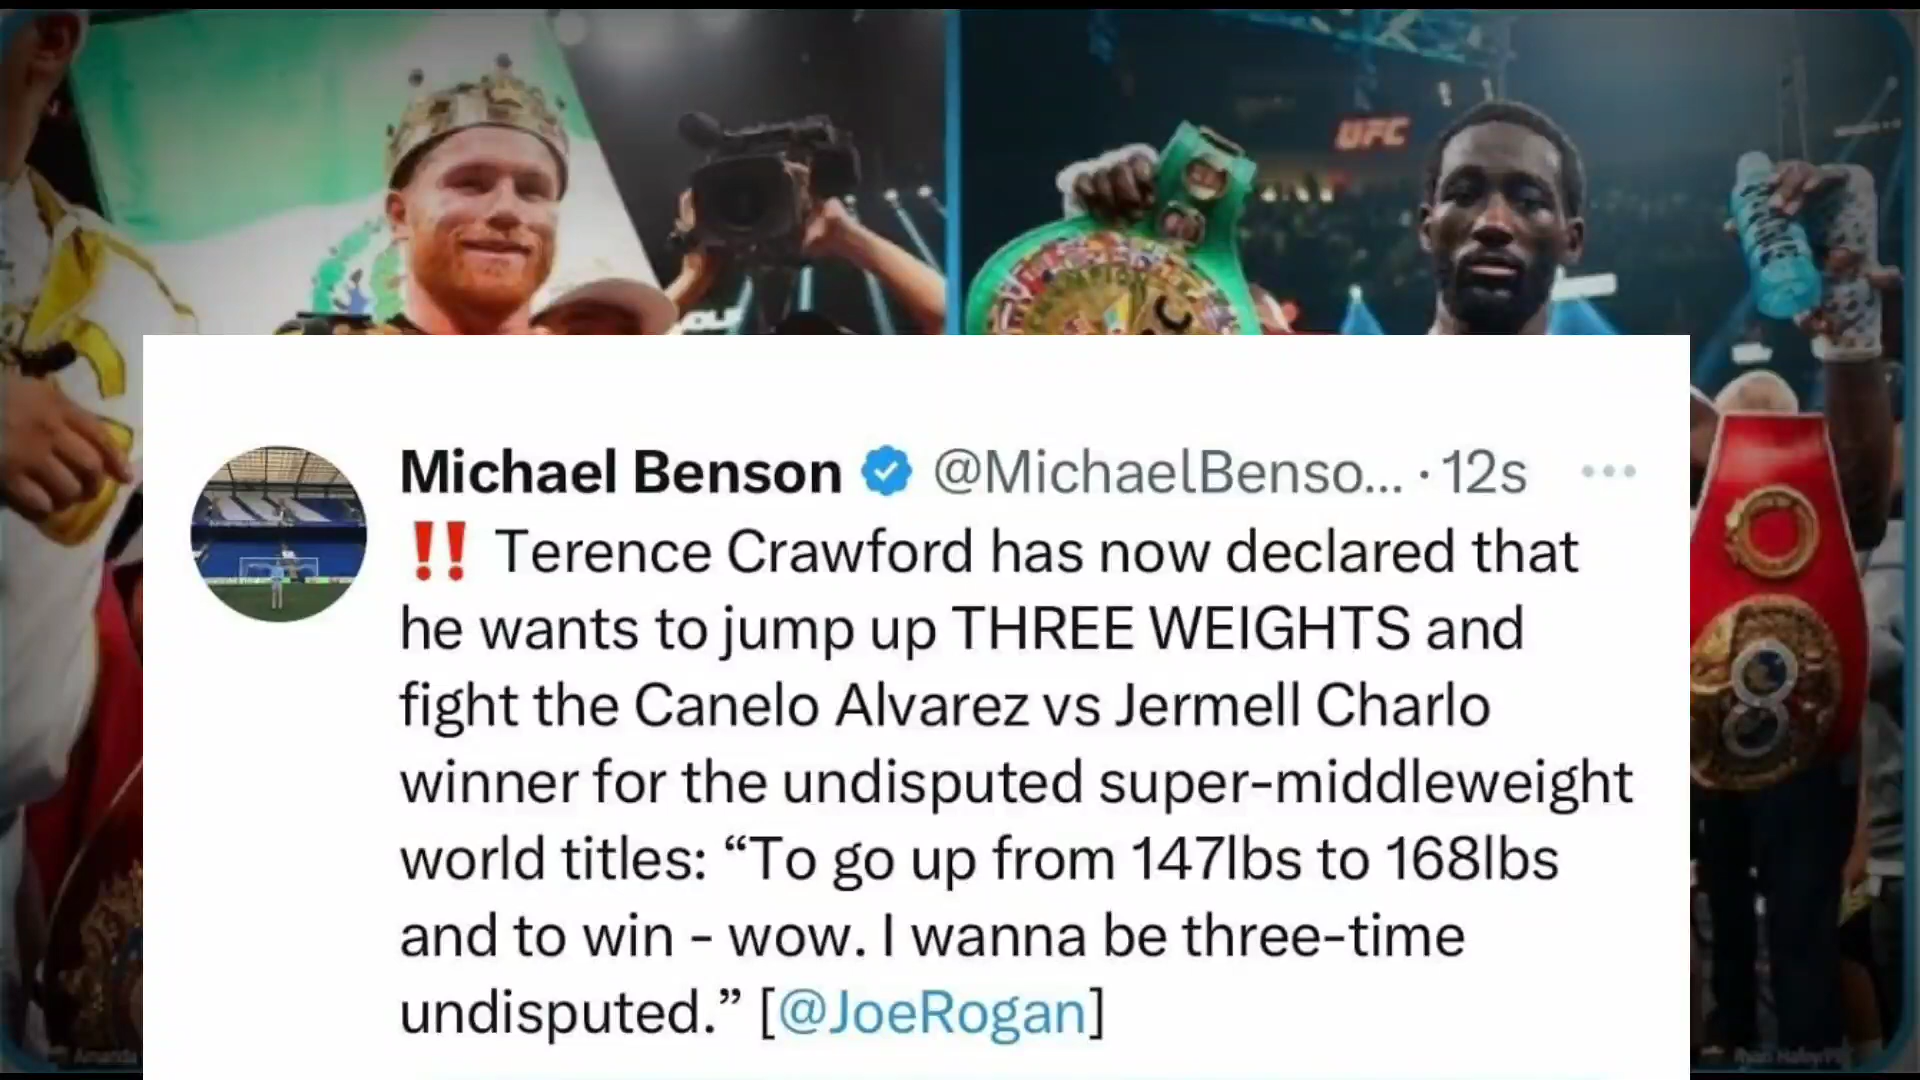 UFC
Michael Benson @MichaelBenso... · 12s
‼️ Terence Crawford has now declared that
he wants to jump up THREE WEIGHTS and
fight the Canelo Alvarez vs Jermell Charlo
winner for the undisputed super-middleweight
world titles: “To go up from 147lbs to 168lbs
and to win - wow. I wanna be three-time
undisputed.” [@JoeRogan]
Amanda